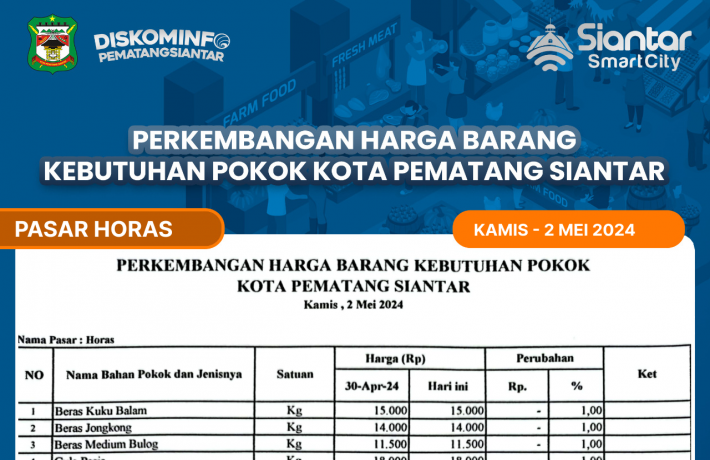 DISKOMINFO
PEMATANGSIANTAR
Siantar
SmartCity
FRESH MEAT
FARM FOOD
FARM FOOD
PERKEMBANGAN HARGA BARANG
KEBUTUHAN POKOK KOTA PEMATANG SIANTAR
PASAR HORAS
KAMIS - 2 MEI 2024
PERKEMBANGAN HARGA BARANG KEBUTUHAN POKOK
KOTA PEMATANG SIANTAR
Kamis , 2 Mei 2024
Nama Pasar : Horas
NO Nama Bahan Pokok dan Jenisnya Satuan Harga (Rp) Perubahan Ket
30-Apr-24 Hari ini Rp. %
1 Beras Kuku Balam Kg 15.000 15.000 - 1,00
2 Beras Jongkong Kg 14.000 14.000 - 1,00
3 Beras Medium Bulog Kg 11.500 11.500 - 1,00